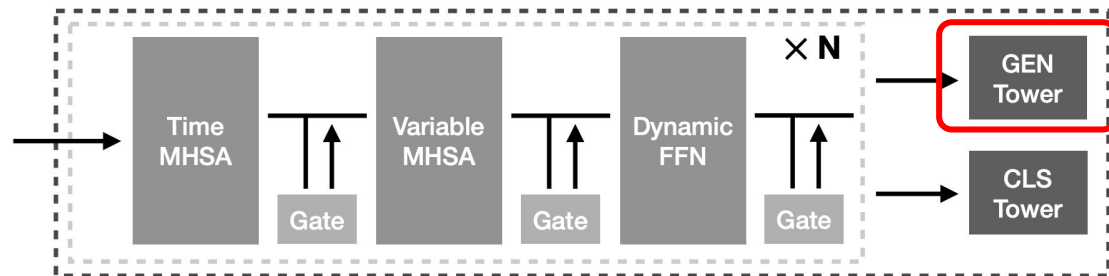 Time
MHSA
Gate
Variable
MHSA
Gate
Dynamic
FFN
Gate
× N
GEN
Tower
CLS
Tower